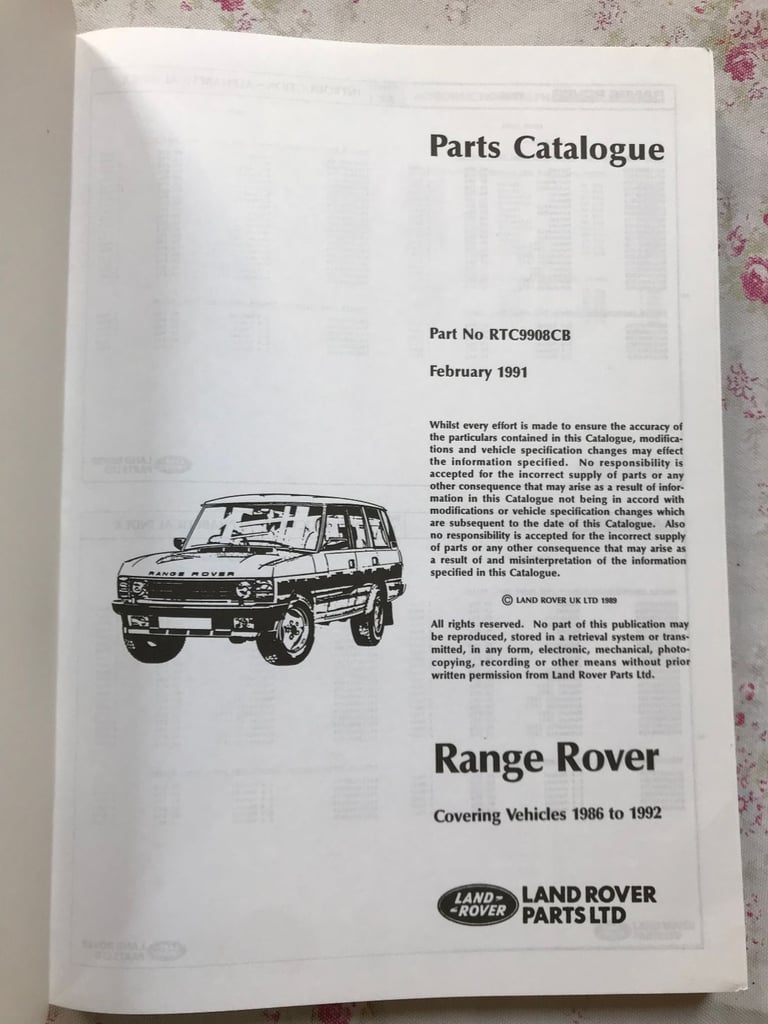 Parts Catalogue
Part No RTC9908CB
February 1991
Whilst every effort is made to ensure the accuracy of
the particulars contained in this Catalogue, modifica-
tions and vehicle specification changes may effect
the information specified. No responsibility is
accepted for the incorrect supply of parts or any
other consequence that may arise as a result of infor-
mation in this Catalogue not being in accord with
modifications or vehicle specification changes which
are subsequent to the date of this Catalogue. Also
no responsibility is accepted for the incorrect supply
of parts or any other consequence that may arise as
a result of and misinterpretation of the information
specified in this Catalogue.
© LAND ROVER UK LTD 1989
All rights reserved. No part of this publication may
be reproduced, stored in a retrieval system or trans-
mitted, in any form, electronic, mechanical, photo-
copying, recording or other means without prior
written permission from Land Rover Parts Ltd.
RANGE ROVER
Range Rover
Covering Vehicles 1986 to 1992
LAND-
-ROVER
LAND ROVER
PARTS LTD